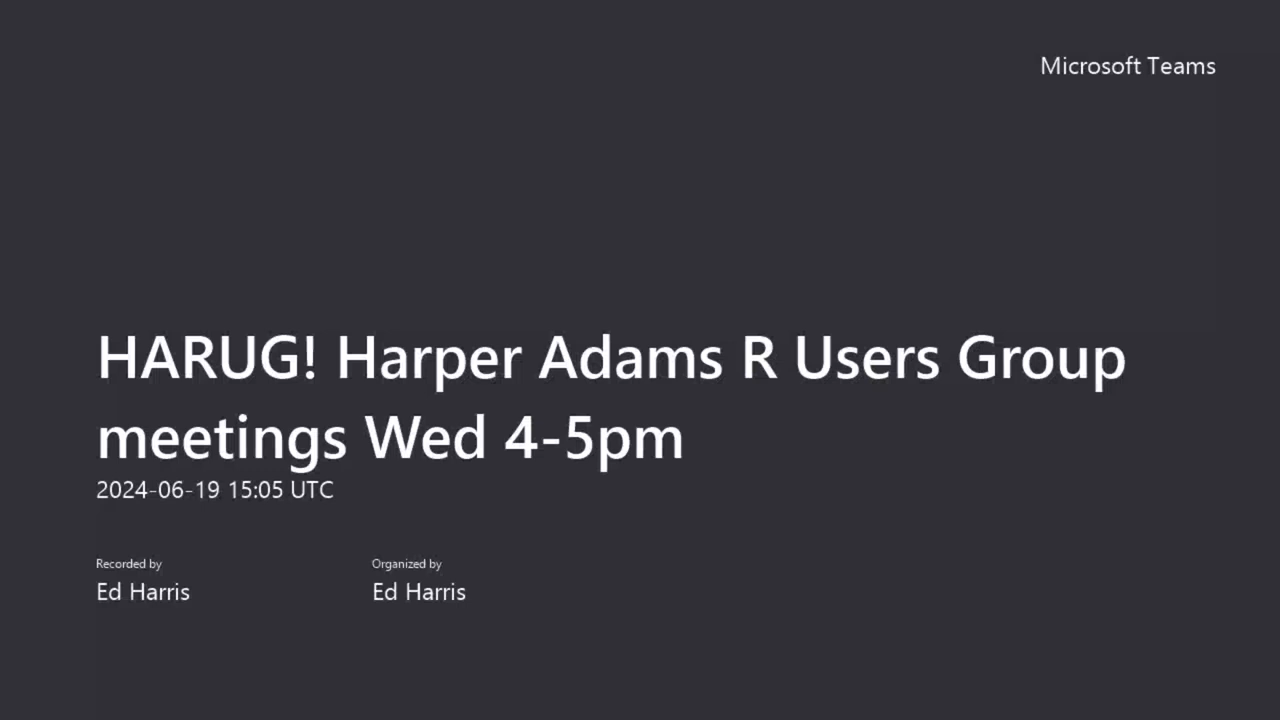 Microsoft Teams
HARUG! Harper Adams R Users Group
meetings Wed 4-5pm
2024-06-19 15:05 UTC
Recorded by
Ed Harris
Organized by
Ed Harris